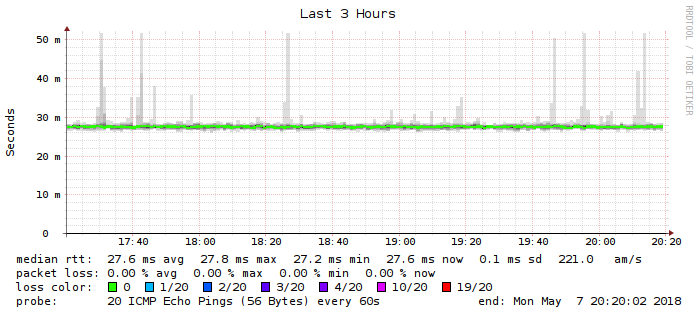 Last 3 Hours
RRDTOOL / TOBI OETIKER
Seconds
50 m
40 m
30 m
20 m
10 m
0
17:40 18:00 18:20 18:40 19:00 19:20 19:40 20:00 20:20
median rtt: 27.6 ms avg 27.8 ms max 27.2 ms min 27.6 ms now 0.1 ms sd 221.0 am/s
packet loss: 0.00 % avg 0.00 % max 0.00 % min 0.00 % now
loss color: 0 1/20 2/20 3/20 4/20 10/20 19/20
probe: 20 ICMP Echo Pings (56 Bytes) every 60s end: Mon May 7 20:20:02 2018